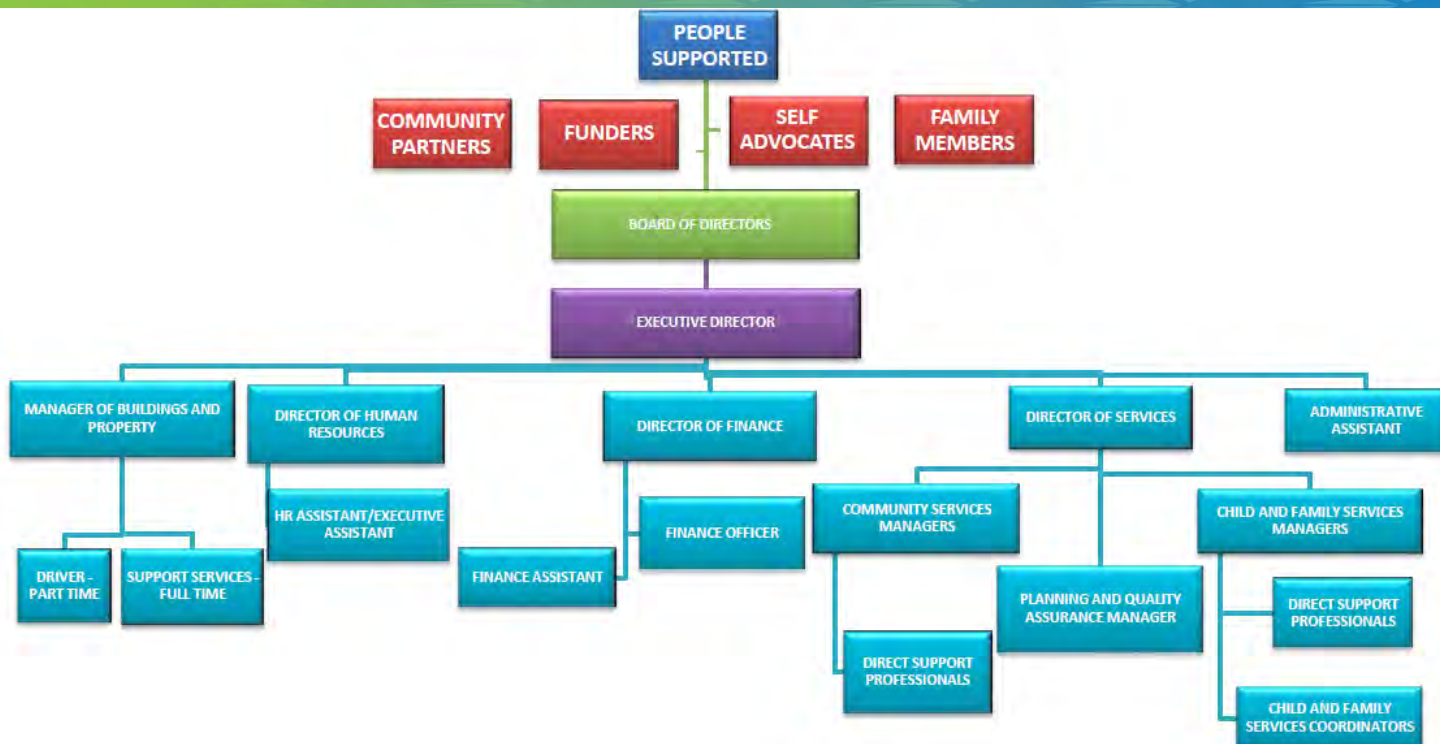 PEOPLE
SUPPORTED
COMMUNITY
PARTNERS
FUNDERS
SELF
ADVOCATES
FAMILY
MEMBERS
BOARD OF DIRECTORS
EXECUTIVE DIRECTOR
MANAGER OF BUILDINGS AND
PROPERTY
DIRECTOR OF HUMAN
RESOURCES
DIRECTOR OF FINANCE
DIRECTOR OF SERVICES
ADMINISTRATIVE
ASSISTANT
HR ASSISTANT/EXECUTIVE
ASSISTANT
FINANCE OFFICER
COMMUNITY SERVICES
MANAGERS
CHILD AND FAMILY SERVICES
MANAGERS
DRIVER -
PART TIME
SUPPORT SERVICES -
FULL TIME
FINANCE ASSISTANT
PLANNING AND QUALITY
ASSURANCE MANAGER
DIRECT SUPPORT
PROFESSIONALS
DIRECT SUPPORT
PROFESSIONALS
CHILD AND FAMILY
SERVICES COORDINATORS